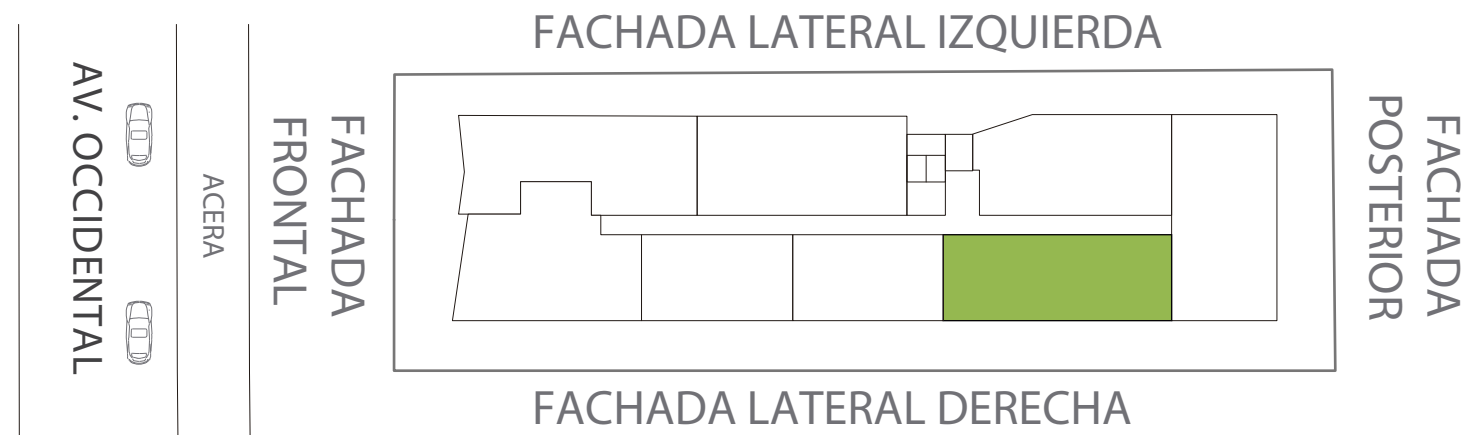 FACHADA LATERAL IZQUIERDA
AV. OCCIDENTAL
ACERA
FACHADA
FRONTAL
FACHADA
POSTERIOR
FACHADA LATERAL DERECHA